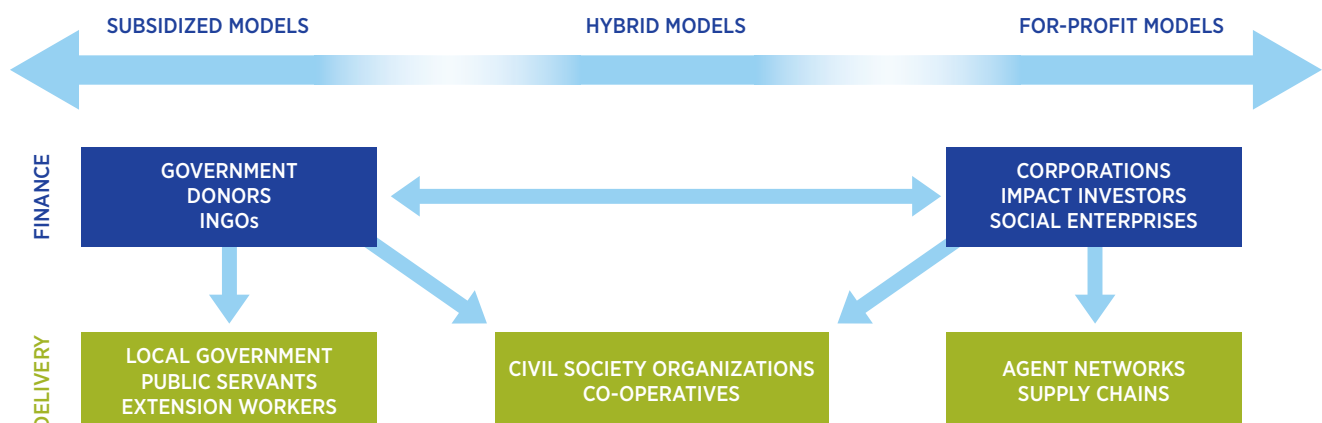 SUBSIDIZED MODELS
HYBRID MODELS
FOR-PROFIT MODELS
FINANCE
GOVERNMENT
DONORS
INGOs
CORPORATIONS
IMPACT INVESTORS
SOCIAL ENTERPRISES
DELIVERY
LOCAL GOVERNMENT
PUBLIC SERVANTS
EXTENSION WORKERS
CIVIL SOCIETY ORGANIZATIONS
CO-OPERATIVES
AGENT NETWORKS
SUPPLY CHAINS